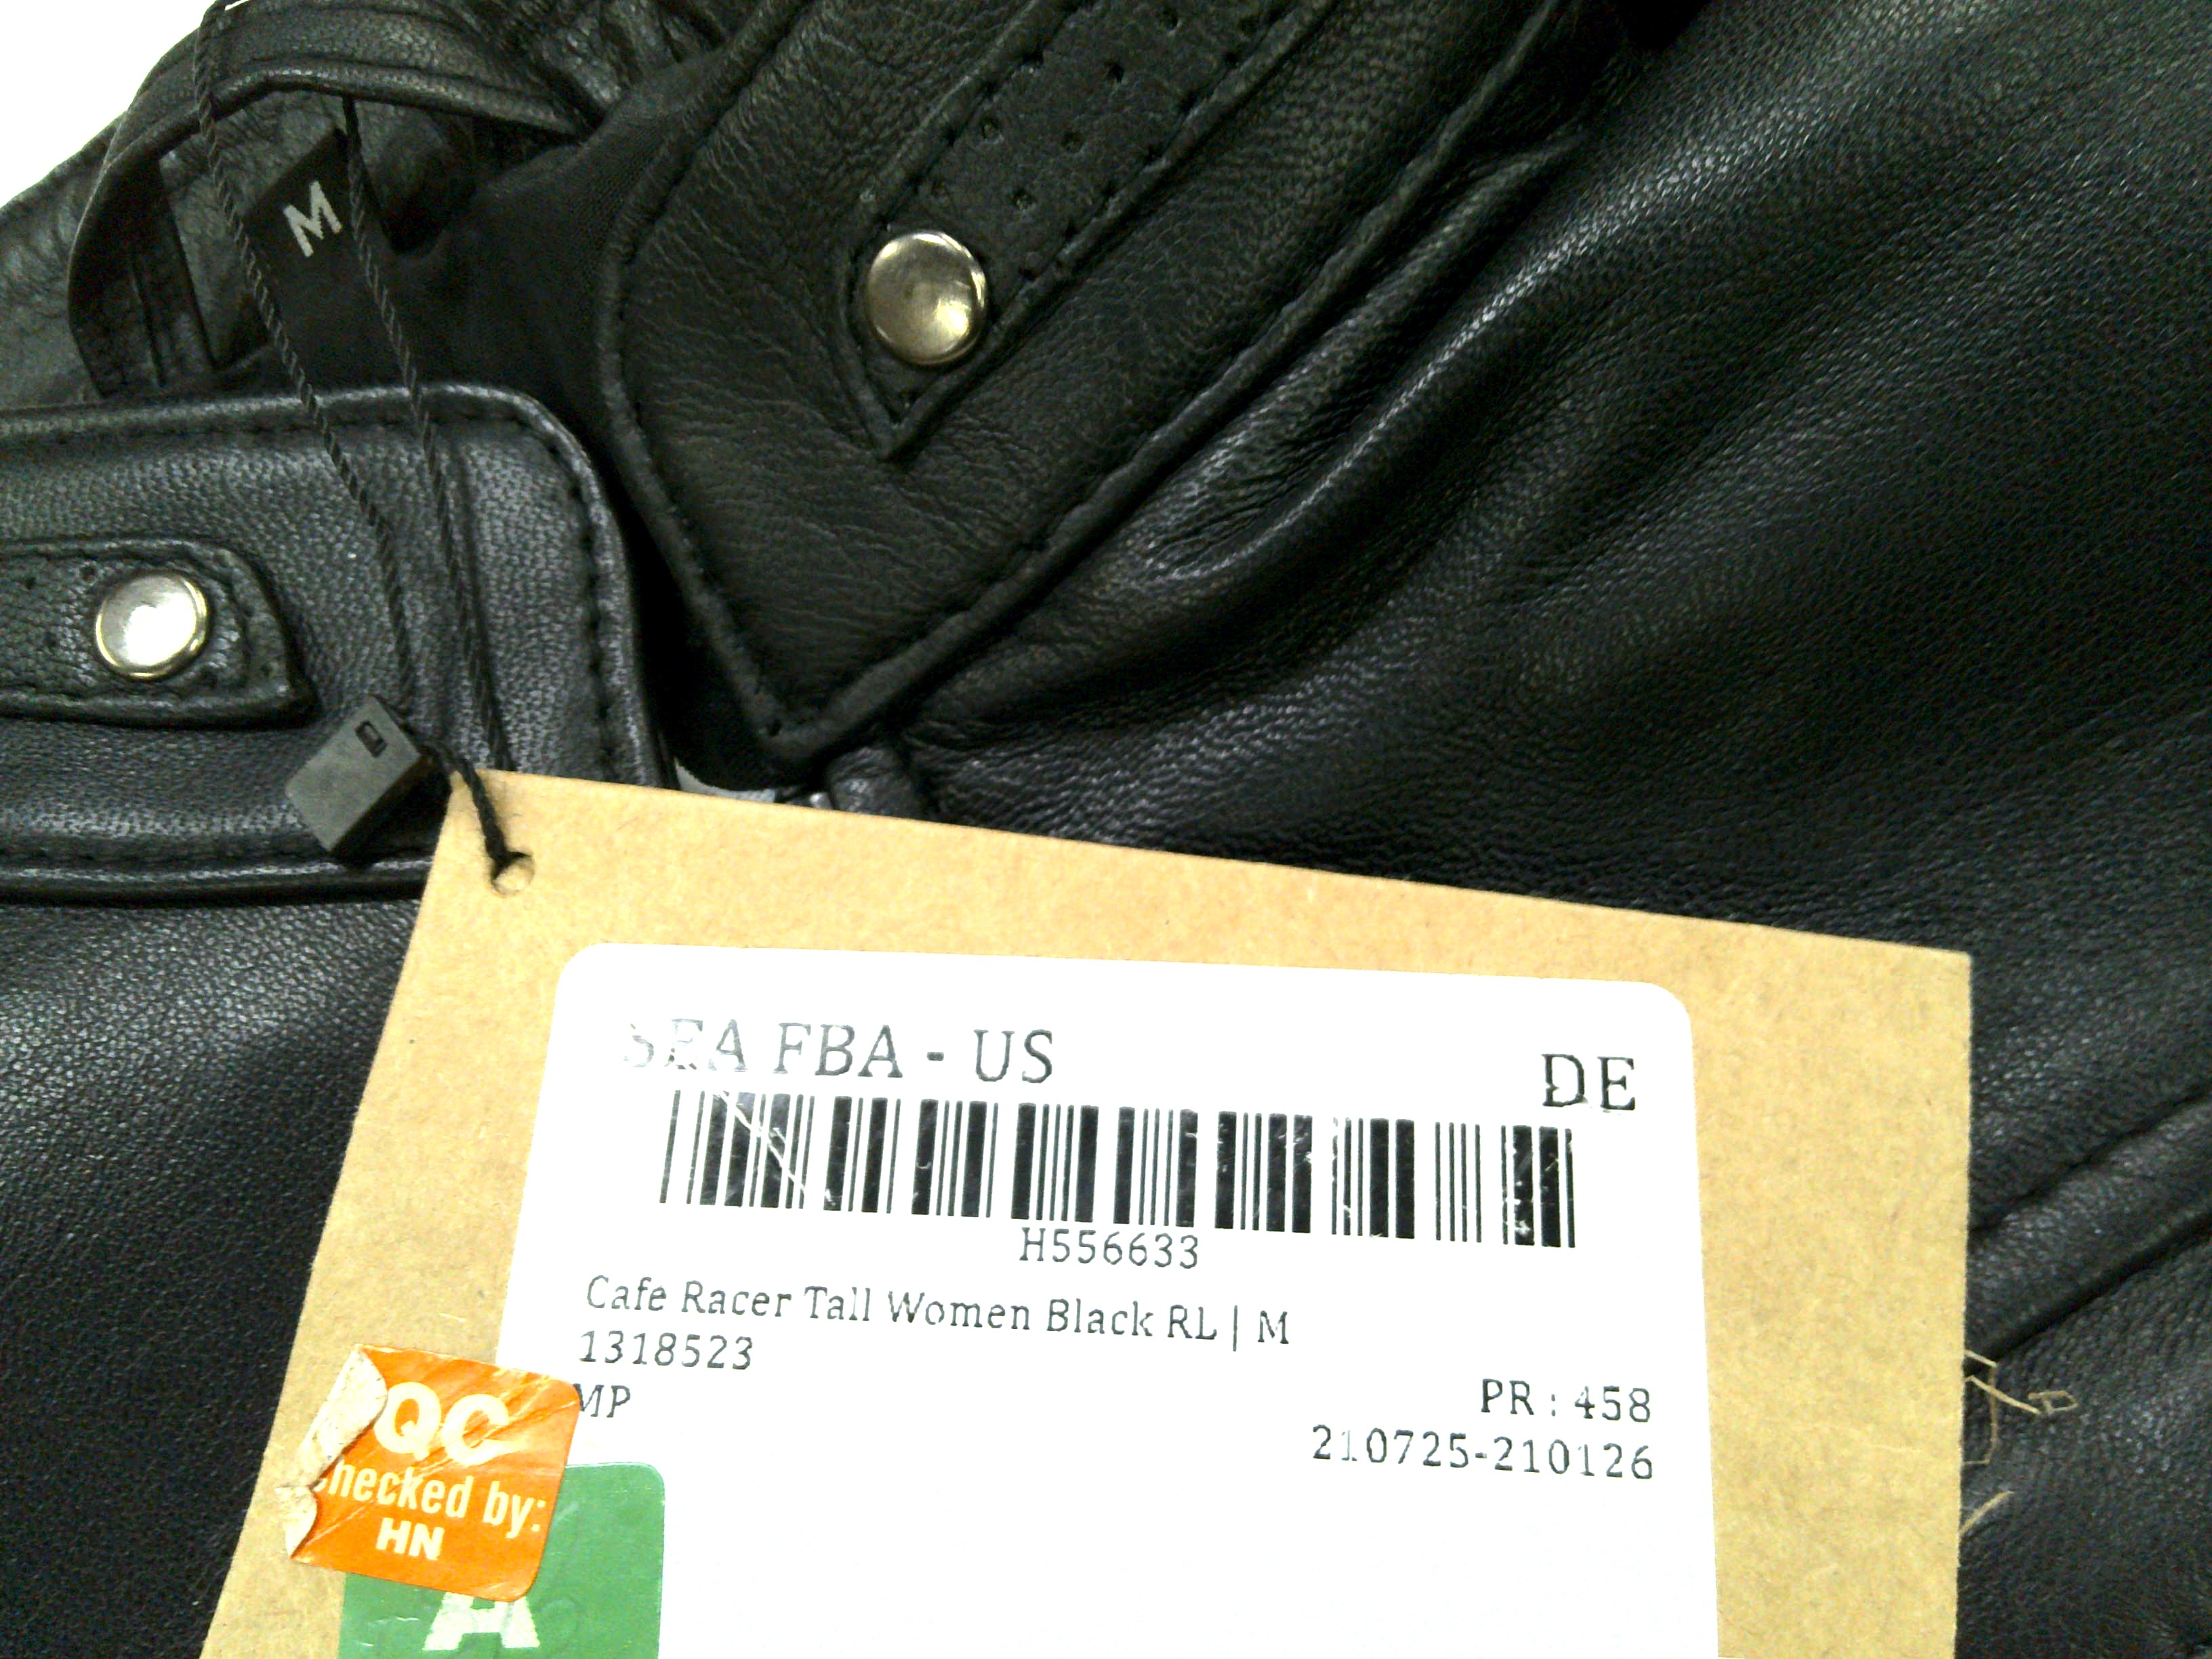 M
SEA FBA - US
DE
H556633
Cafe Racer Tall Women Black RL | M
1318523
MP
PR : 458
210725-210126
QC
checked by:
HN
A